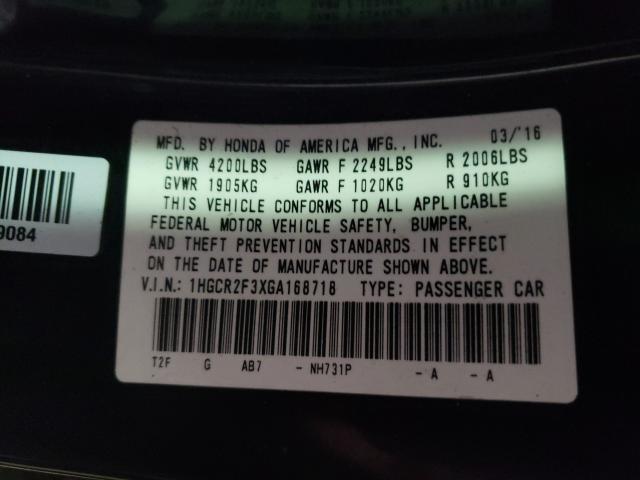 MFD. BY HONDA OF AMERICA MFG., INC. 03/'16
GVWR 4200LBS GAWR F 2249LBS R 2006LBS
GVWR 1905KG GAWR F 1020KG R 910KG
THIS VEHICLE CONFORMS TO ALL APPLICABLE
FEDERAL MOTOR VEHICLE SAFETY, BUMPER,
AND THEFT PREVENTION STANDARDS IN EFFECT
ON THE DATE OF MANUFACTURE SHOWN ABOVE.
V.I.N.: 1HGCR2F3XGA168718 TYPE: PASSENGER CAR
T2F G AB7 - NH731P - A - A
9084